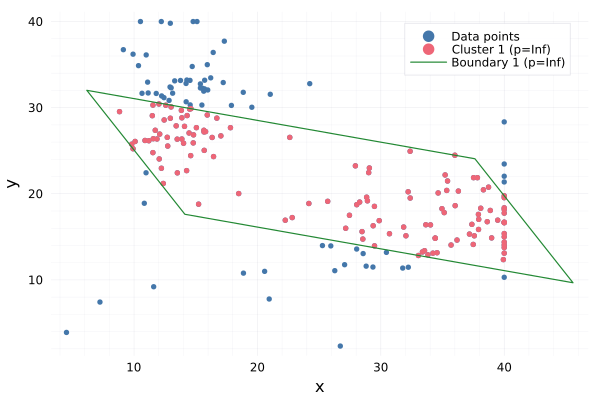 Data points
Cluster 1 (p=Inf)
Boundary 1 (p=Inf)
40
30
20
10
y
10 20 30 40
x